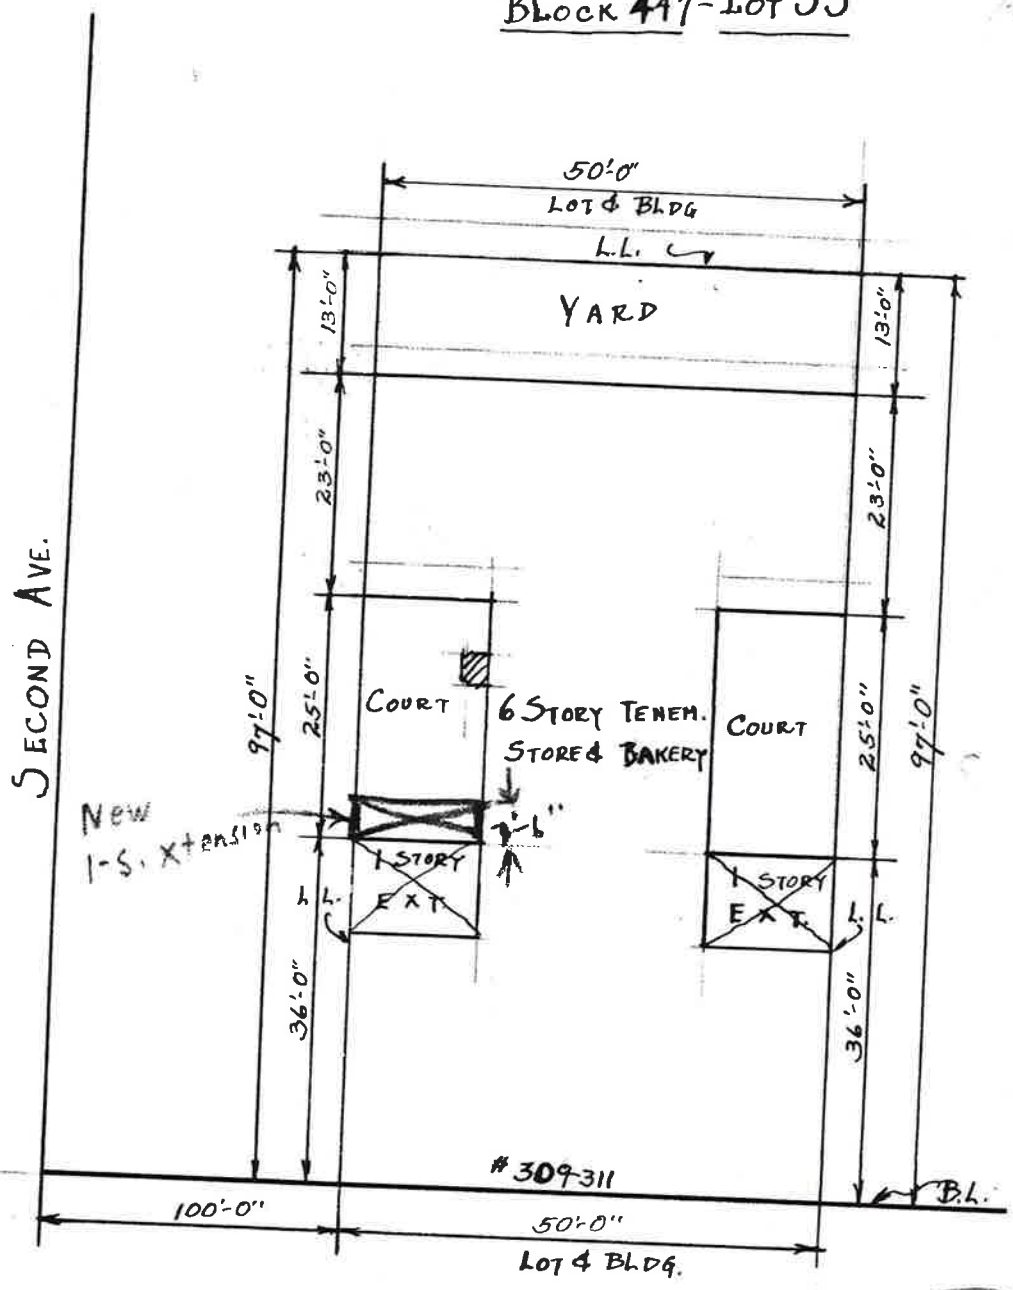 BLOCK 447 - LOT 55
50'-0"
LOT & BLDG
L.L.
YARD
13'-0"
13'-0"
23'-0"
23'-0"
SECOND AVE.
97'-0"
25'-0"
COURT
6 STORY TENEM.
STORE & BAKERY
COURT
25'-0"
97'-0"
New
1-S. Xtension
1 STORY
EXT.
L.L.
1 STORY
EXT.
L.L.
36'-0"
36'-0"
# 309-311
B.L.
100'-0"
50'-0"
LOT & BLDG.